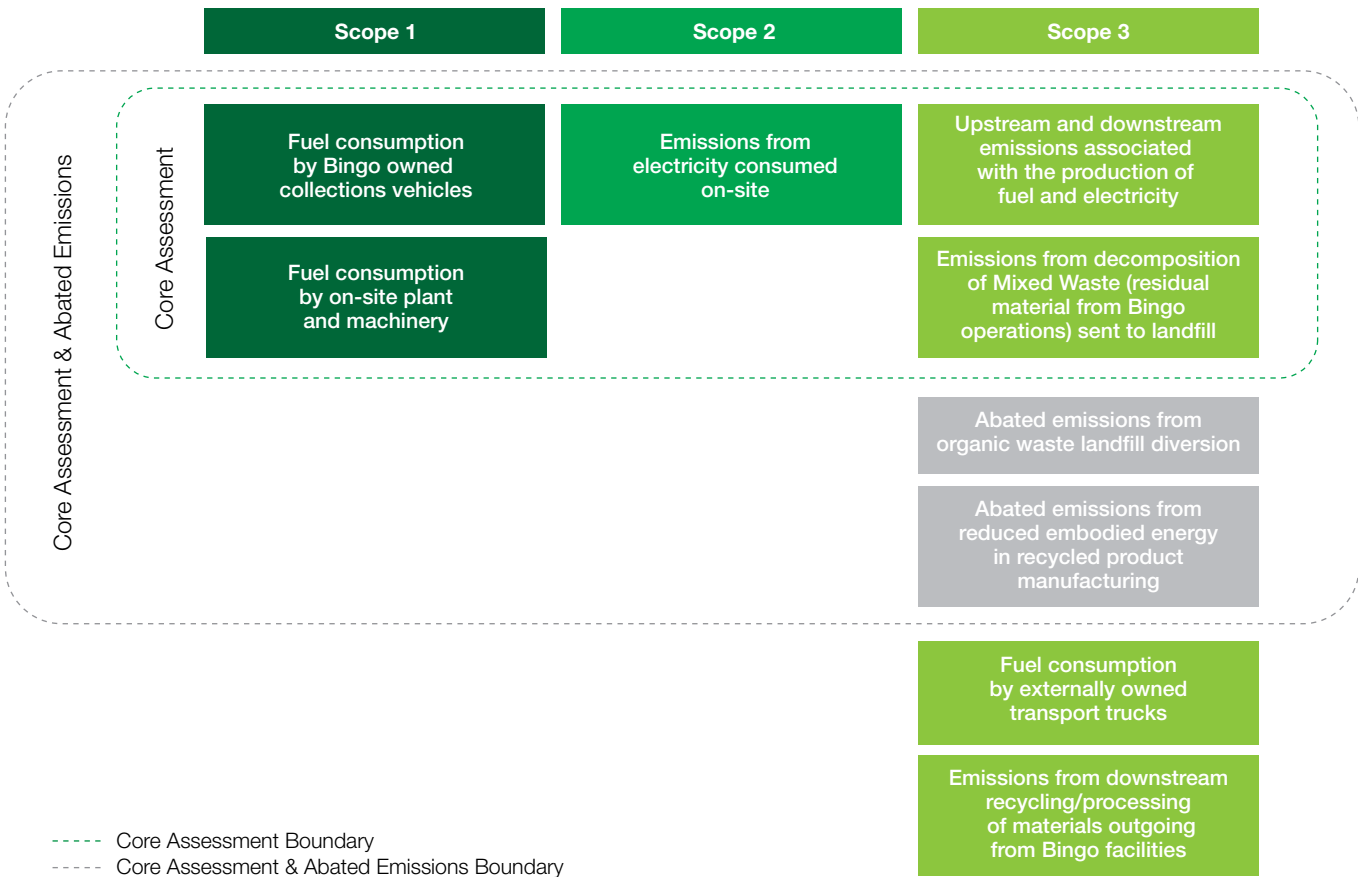 Scope 1
Scope 2
Scope 3
Core Assessment & Abated Emissions
Core Assessment
Fuel consumption
by Bingo owned
collections vehicles
Emissions from
electricity consumed
on-site
Upstream and downstream
emissions associated
with the production of
fuel and electricity
Fuel consumption
by on-site plant
and machinery
Emissions from decomposition
of Mixed Waste (residual
material from Bingo
operations) sent to landfill
Abated emissions from
organic waste landfill diversion
Abated emissions from
reduced embodied energy
in recycled product
manufacturing
Fuel consumption
by externally owned
transport trucks
Emissions from downstream
recycling/processing
of materials outgoing
from Bingo facilities
Core Assessment Boundary
Core Assessment & Abated Emissions Boundary